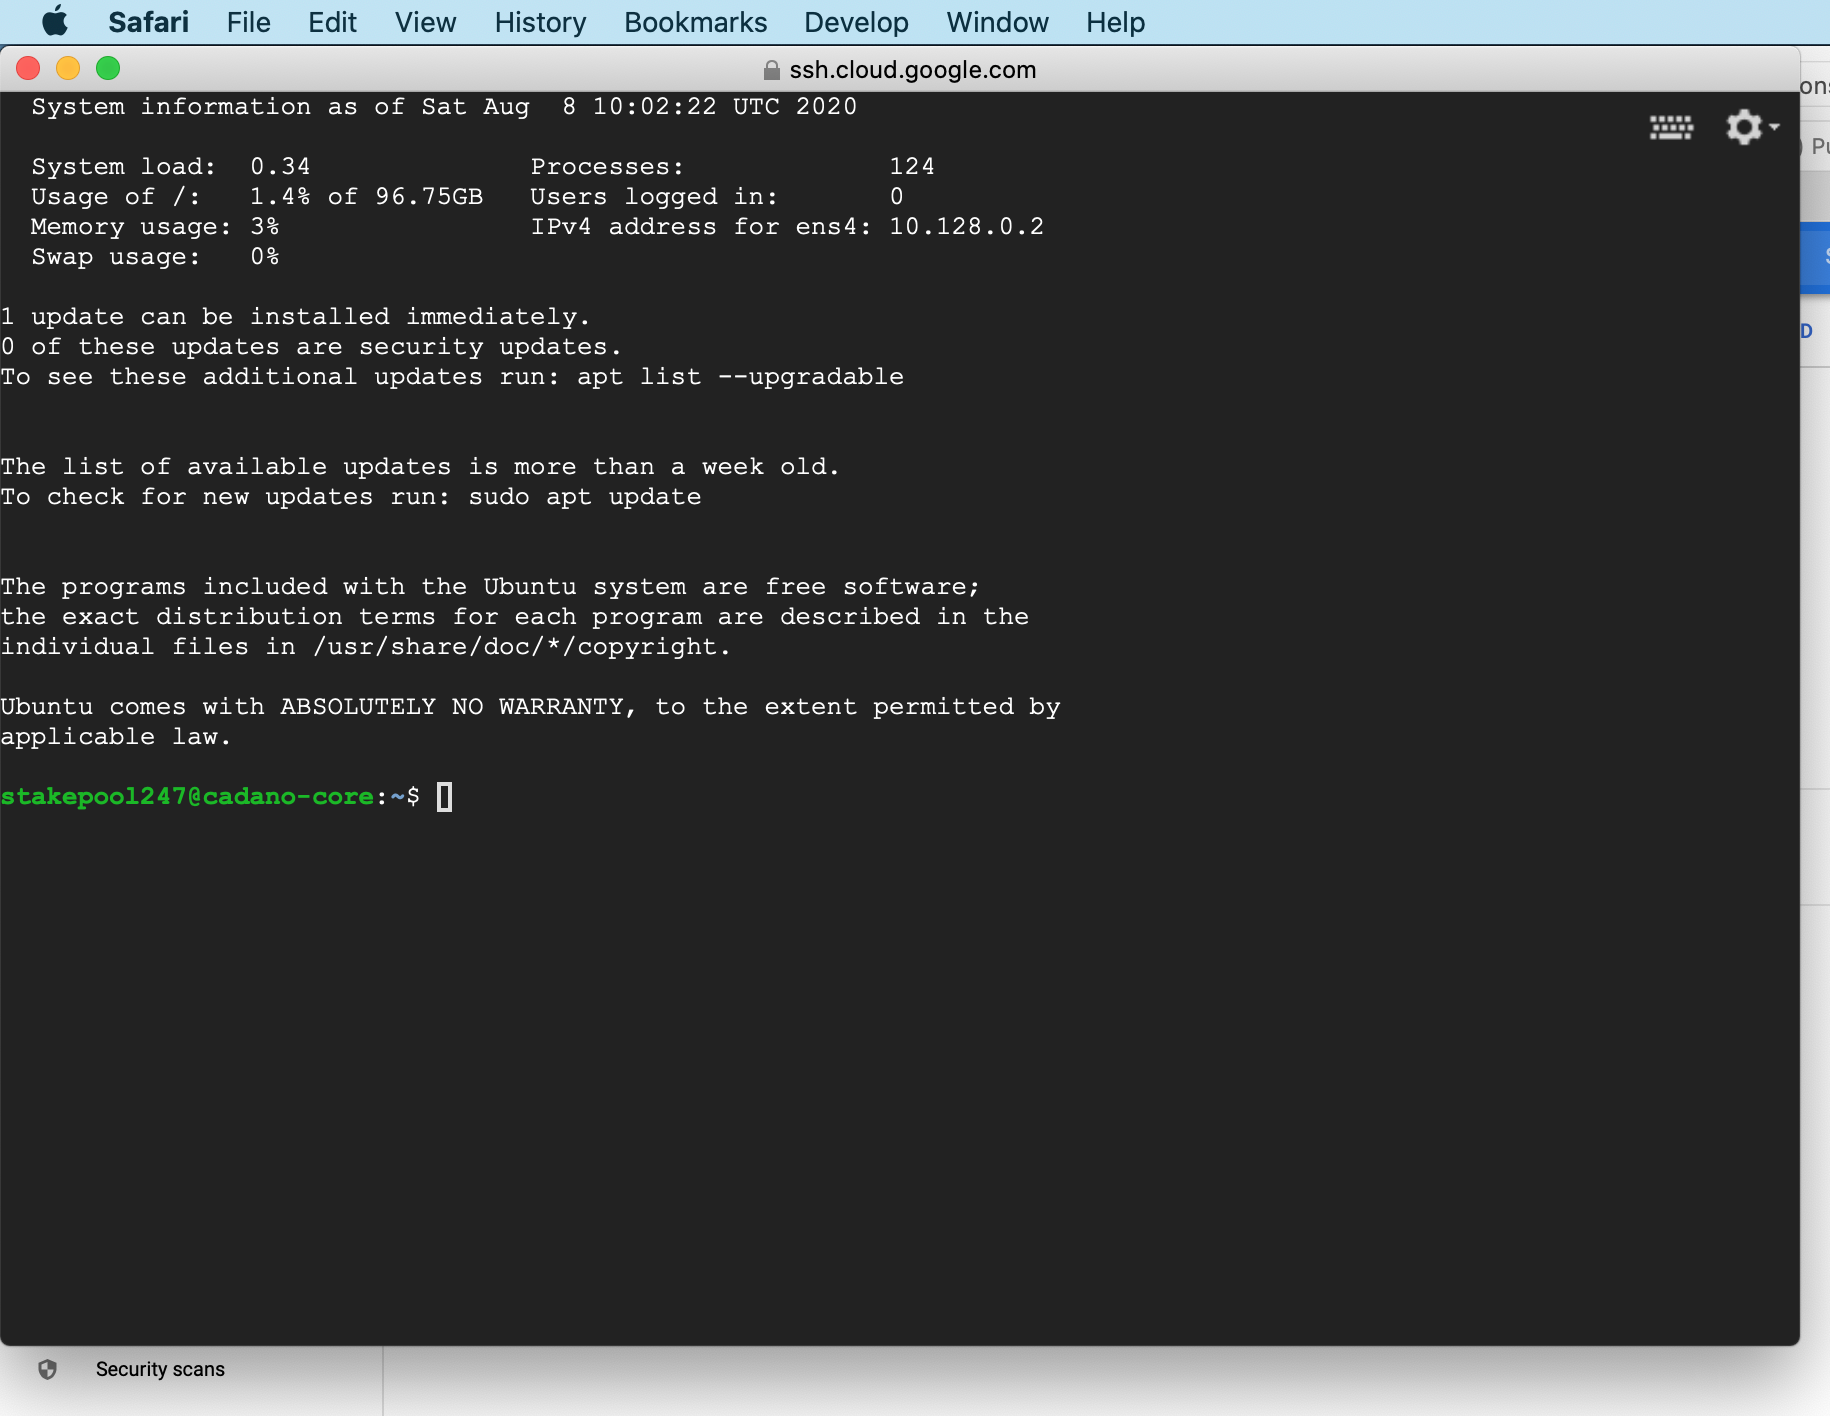 Safari File Edit View History Bookmarks Develop Window Help
ssh.cloud.google.com
System information as of Sat Aug  8 10:02:22 UTC 2020
System load:  0.34 Processes: 124
Usage of /:   1.4% of 96.75GB Users logged in: 0
Memory usage: 3% IPv4 address for ens4: 10.128.0.2
Swap usage:   0%
1 update can be installed immediately.
0 of these updates are security updates.
To see these additional updates run: apt list --upgradable
The list of available updates is more than a week old.
To check for new updates run: sudo apt update
The programs included with the Ubuntu system are free software;
the exact distribution terms for each program are described in the
individual files in /usr/share/doc/*/copyright.
Ubuntu comes with ABSOLUTELY NO WARRANTY, to the extent permitted by
applicable law.
stakepool247@cadano-core:~$
Security scans